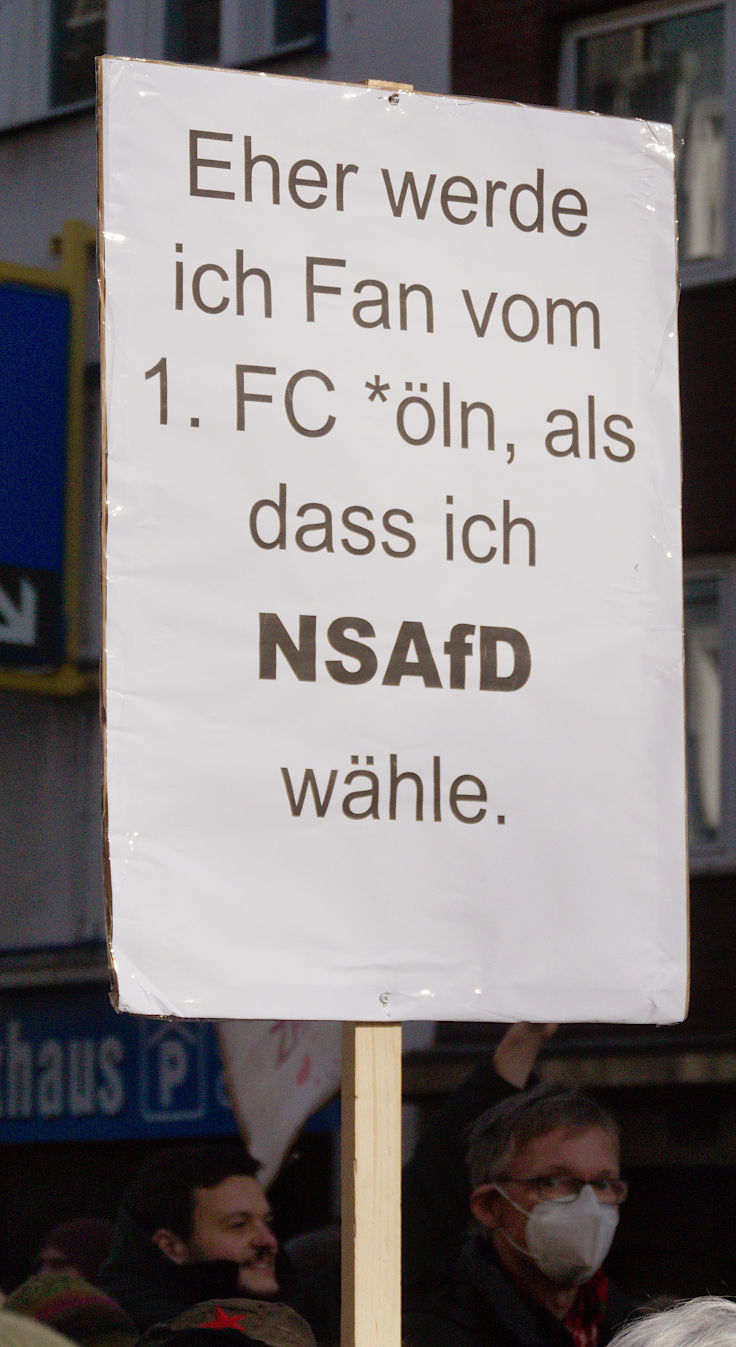 Eher werde
ich Fan vom
1. FC *öln, als
dass ich
NSAfD
wähle.
haus P